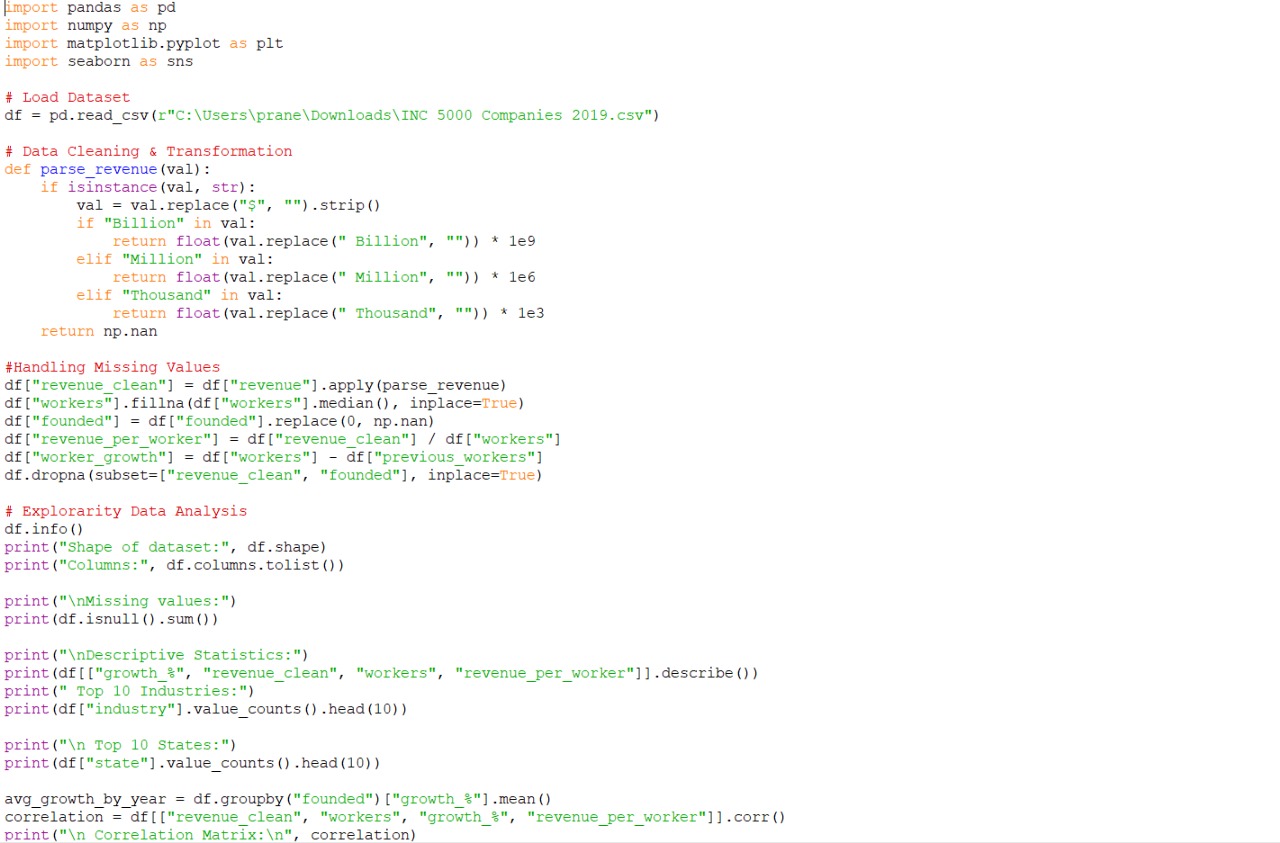 import pandas as pd
import numpy as np
import matplotlib.pyplot as plt
import seaborn as sns

# Load Dataset
df = pd.read_csv(r"C:\Users\prane\Downloads\INC 5000 Companies 2019.csv")

# Data Cleaning & Transformation
def parse_revenue(val):
    if isinstance(val, str):
        val = val.replace("$", "").strip()
        if "Billion" in val:
            return float(val.replace(" Billion", "")) * 1e9
        elif "Million" in val:
            return float(val.replace(" Million", "")) * 1e6
        elif "Thousand" in val:
            return float(val.replace(" Thousand", "")) * 1e3
    return np.nan

#Handling Missing Values
df["revenue_clean"] = df["revenue"].apply(parse_revenue)
df["workers"].fillna(df["workers"].median(), inplace=True)
df["founded"] = df["founded"].replace(0, np.nan)
df["revenue_per_worker"] = df["revenue_clean"] / df["workers"]
df["worker_growth"] = df["workers"] - df["previous_workers"]
df.dropna(subset=["revenue_clean", "founded"], inplace=True)

# Explorarity Data Analysis
df.info()
print("Shape of dataset:", df.shape)
print("Columns:", df.columns.tolist())

print("\nMissing values:")
print(df.isnull().sum())

print("\nDescriptive Statistics:")
print(df[["growth_%", "revenue_clean", "workers", "revenue_per_worker"]].describe())
print(" Top 10 Industries:")
print(df["industry"].value_counts().head(10))

print("\n Top 10 States:")
print(df["state"].value_counts().head(10))

avg_growth_by_year = df.groupby("founded")["growth_%"].mean()
correlation = df[["revenue_clean", "workers", "growth_%", "revenue_per_worker"]].corr()
print("\n Correlation Matrix:\n", correlation)